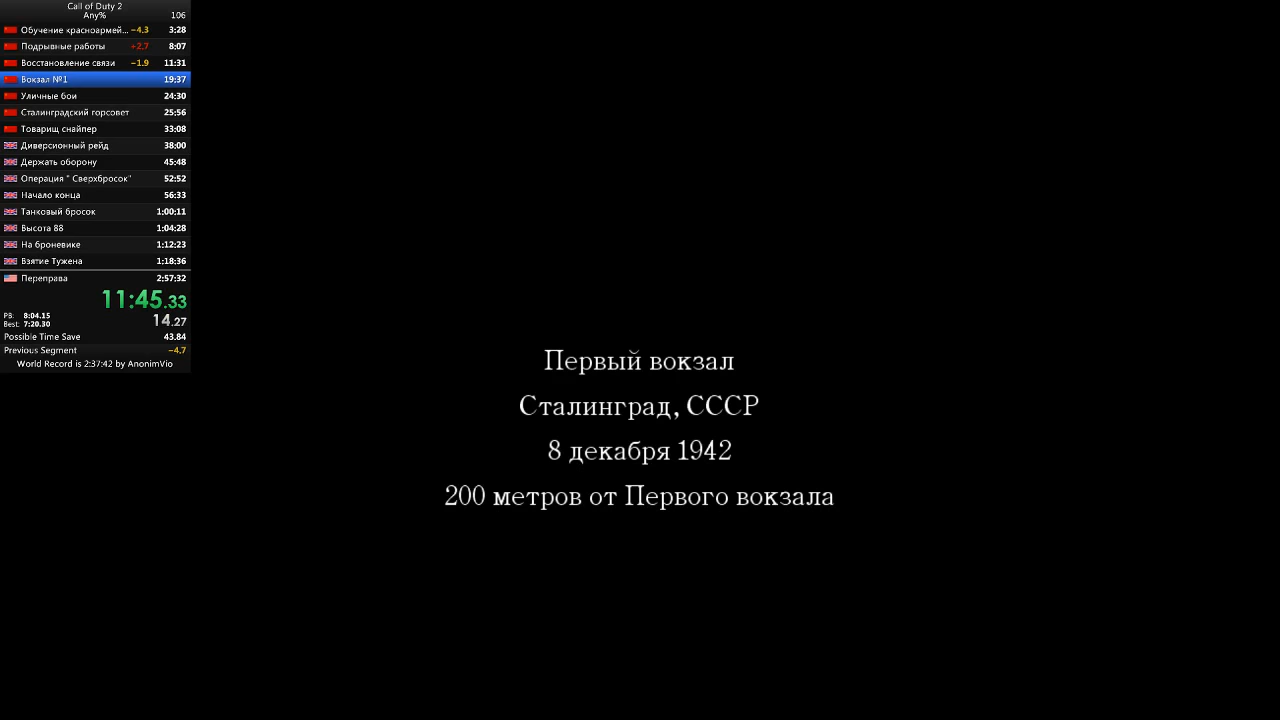 Call of Duty 2
Any% 106
Обучение красноармей... −4.3 3:28
Подрывные работы +2.7 8:07
Восстановление связи −1.9 11:31
Вокзал №1 19:37
Уличные бои 24:30
Сталинградский горсовет 25:56
Товарищ снайпер 33:08
Диверсионный рейд 38:00
Держать оборону 45:48
Операция " Сверхбросок" 52:52
Начало конца 56:33
Танковый бросок 1:00:11
Высота 88 1:04:28
На броневике 1:12:23
Взятие Тужена 1:18:36
Переправа 2:57:32
11:45.33
PB: 8:04.15 14.27
Best: 7:20.30
Possible Time Save 43.84
Previous Segment −4.7
World Record is 2:37:42 by AnonimVio
Первый вокзал
Сталинград, СССР
8 декабря 1942
200 метров от Первого вокзала